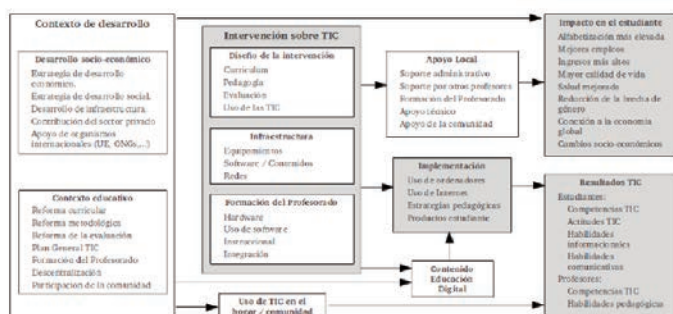 Contexto de desarrollo
Desarrollo socio-económico
Estrategia de desarrollo
económico.
Estrategia de desarrollo social.
Desarrollo de infraestructura.
Contribución del sector privado
Apoyo de organismos
internacionales (UE, ONGs,...)
Contexto educativo
Reforma curricular
Reforma metodológica
Reforma de la evaluación
Plan General TIC
Formación del Profesorado
Descentralización
Participación de la comunidad
Intervención sobre TIC
Diseño de la intervención
Curriculum
Pedagogía
Evaluación
Uso de las TIC
Infraestructura
Equipamientos
Software / Contenidos
Redes
Formación del Profesorado
Hardware
Uso de software
Instruccional
Integración
Uso de TIC en el
hogar / comunidad
Apoyo Local
Soporte administrativo
Soporte por otros profesores
Formación del Profesorado
Apoyo técnico
Apoyo de la comunidad
Implementación
Uso de ordenadores
Uso de Internet
Estrategias pedagógicas
Productos estudiante
Contenido
Educación
Digital
Impacto en el estudiante
Alfabetización más elevada
Mejores empleos
Ingresos más altos
Mayor calidad de vida
Salud mejorada
Reducción de la brecha de
género
Conexión a la economía
global
Cambios socio-económicos
Resultados TIC
Estudiantes:
Competencias TIC
Actitudes TIC
Habilidades
informacionales
Habilidades
comunicativas
Profesores:
Competencias TIC
Habilidades pedagógicas